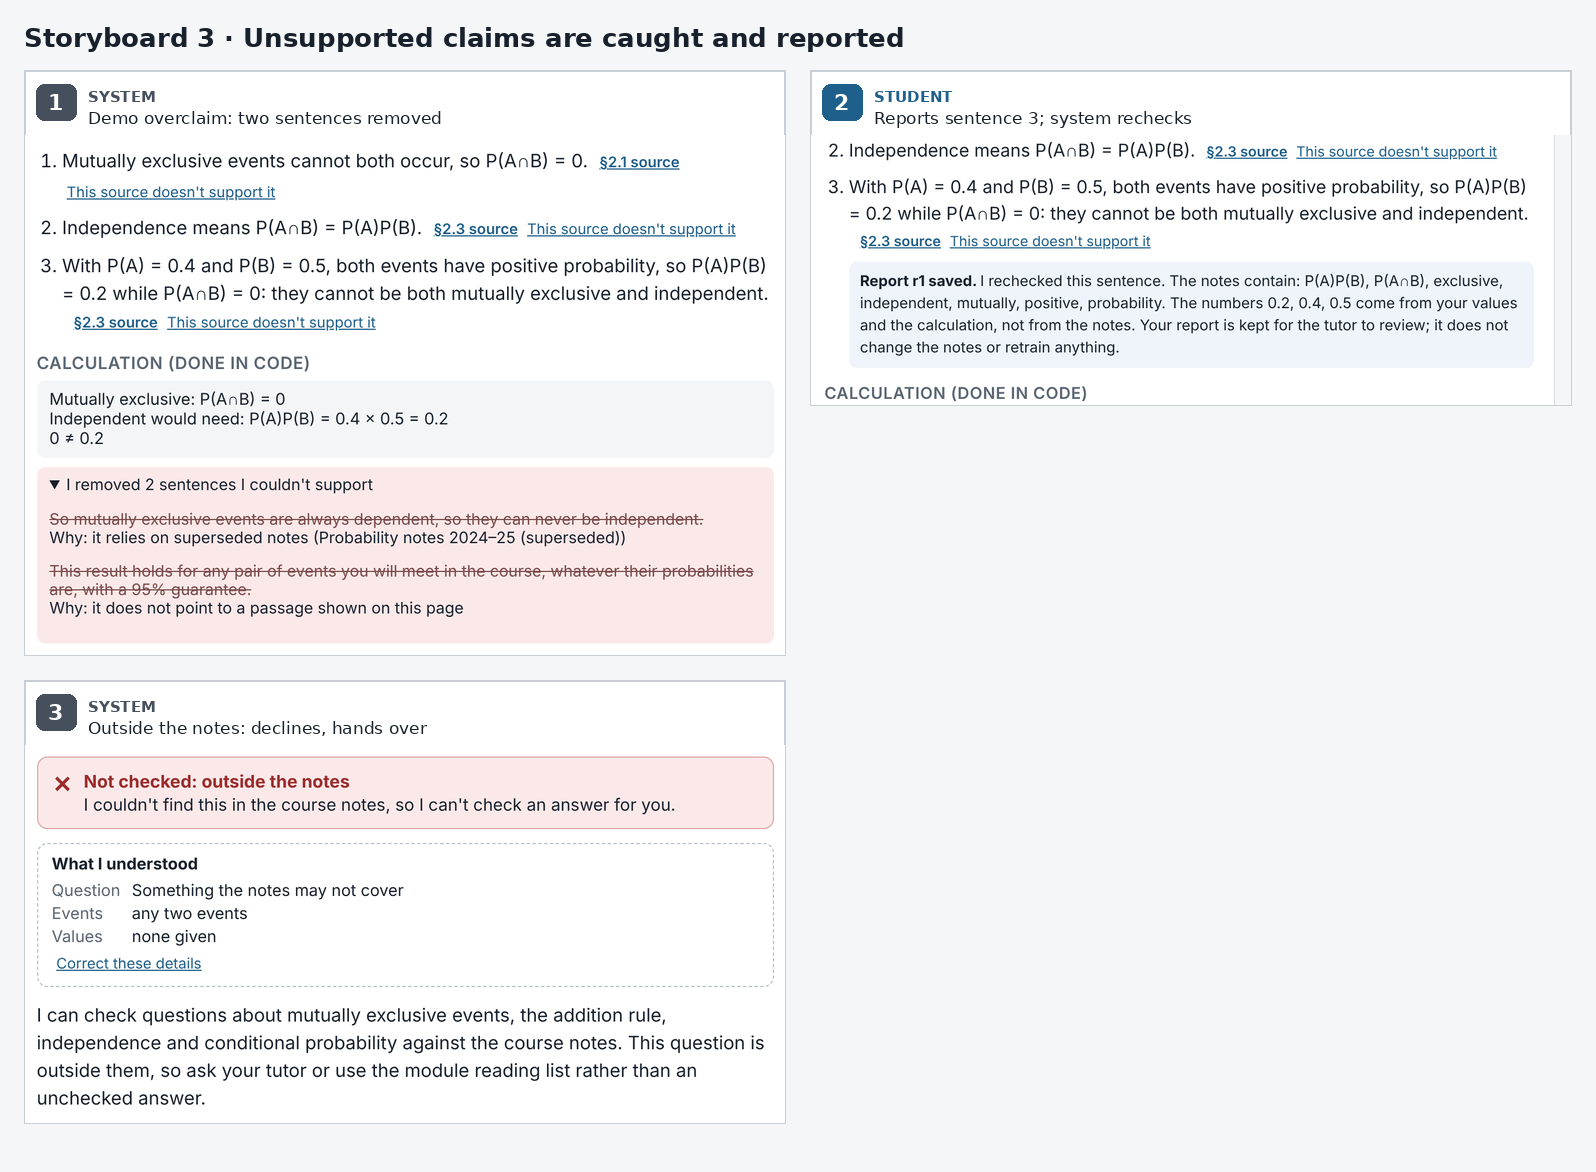 Storyboard 3 · Unsupported claims are caught and reported
1
SYSTEM
Demo overclaim: two sentences removed
1. Mutually exclusive events cannot both occur, so P(A∩B) = 0. §2.1 source
This source doesn't support it
2. Independence means P(A∩B) = P(A)P(B). §2.3 source This source doesn't support it
3. With P(A) = 0.4 and P(B) = 0.5, both events have positive probability, so P(A)P(B)
= 0.2 while P(A∩B) = 0: they cannot be both mutually exclusive and independent.
§2.3 source This source doesn't support it
CALCULATION (DONE IN CODE)
Mutually exclusive: P(A∩B) = 0
Independent would need: P(A)P(B) = 0.4 × 0.5 = 0.2
0 ≠ 0.2
▼ I removed 2 sentences I couldn't support
So mutually exclusive events are always dependent, so they can never be independent.
Why: it relies on superseded notes (Probability notes 2024–25 (superseded))
This result holds for any pair of events you will meet in the course, whatever their probabilities
are, with a 95% guarantee.
Why: it does not point to a passage shown on this page
2
STUDENT
Reports sentence 3; system rechecks
2. Independence means P(A∩B) = P(A)P(B). §2.3 source This source doesn't support it
3. With P(A) = 0.4 and P(B) = 0.5, both events have positive probability, so P(A)P(B)
= 0.2 while P(A∩B) = 0: they cannot be both mutually exclusive and independent.
§2.3 source This source doesn't support it
Report r1 saved. I rechecked this sentence. The notes contain: P(A)P(B), P(A∩B), exclusive,
independent, mutually, positive, probability. The numbers 0.2, 0.4, 0.5 come from your values
and the calculation, not from the notes. Your report is kept for the tutor to review; it does not
change the notes or retrain anything.
CALCULATION (DONE IN CODE)
3
SYSTEM
Outside the notes: declines, hands over
✕ Not checked: outside the notes
I couldn't find this in the course notes, so I can't check an answer for you.
What I understood
Question Something the notes may not cover
Events any two events
Values none given
Correct these details
I can check questions about mutually exclusive events, the addition rule,
independence and conditional probability against the course notes. This question is
outside them, so ask your tutor or use the module reading list rather than an
unchecked answer.